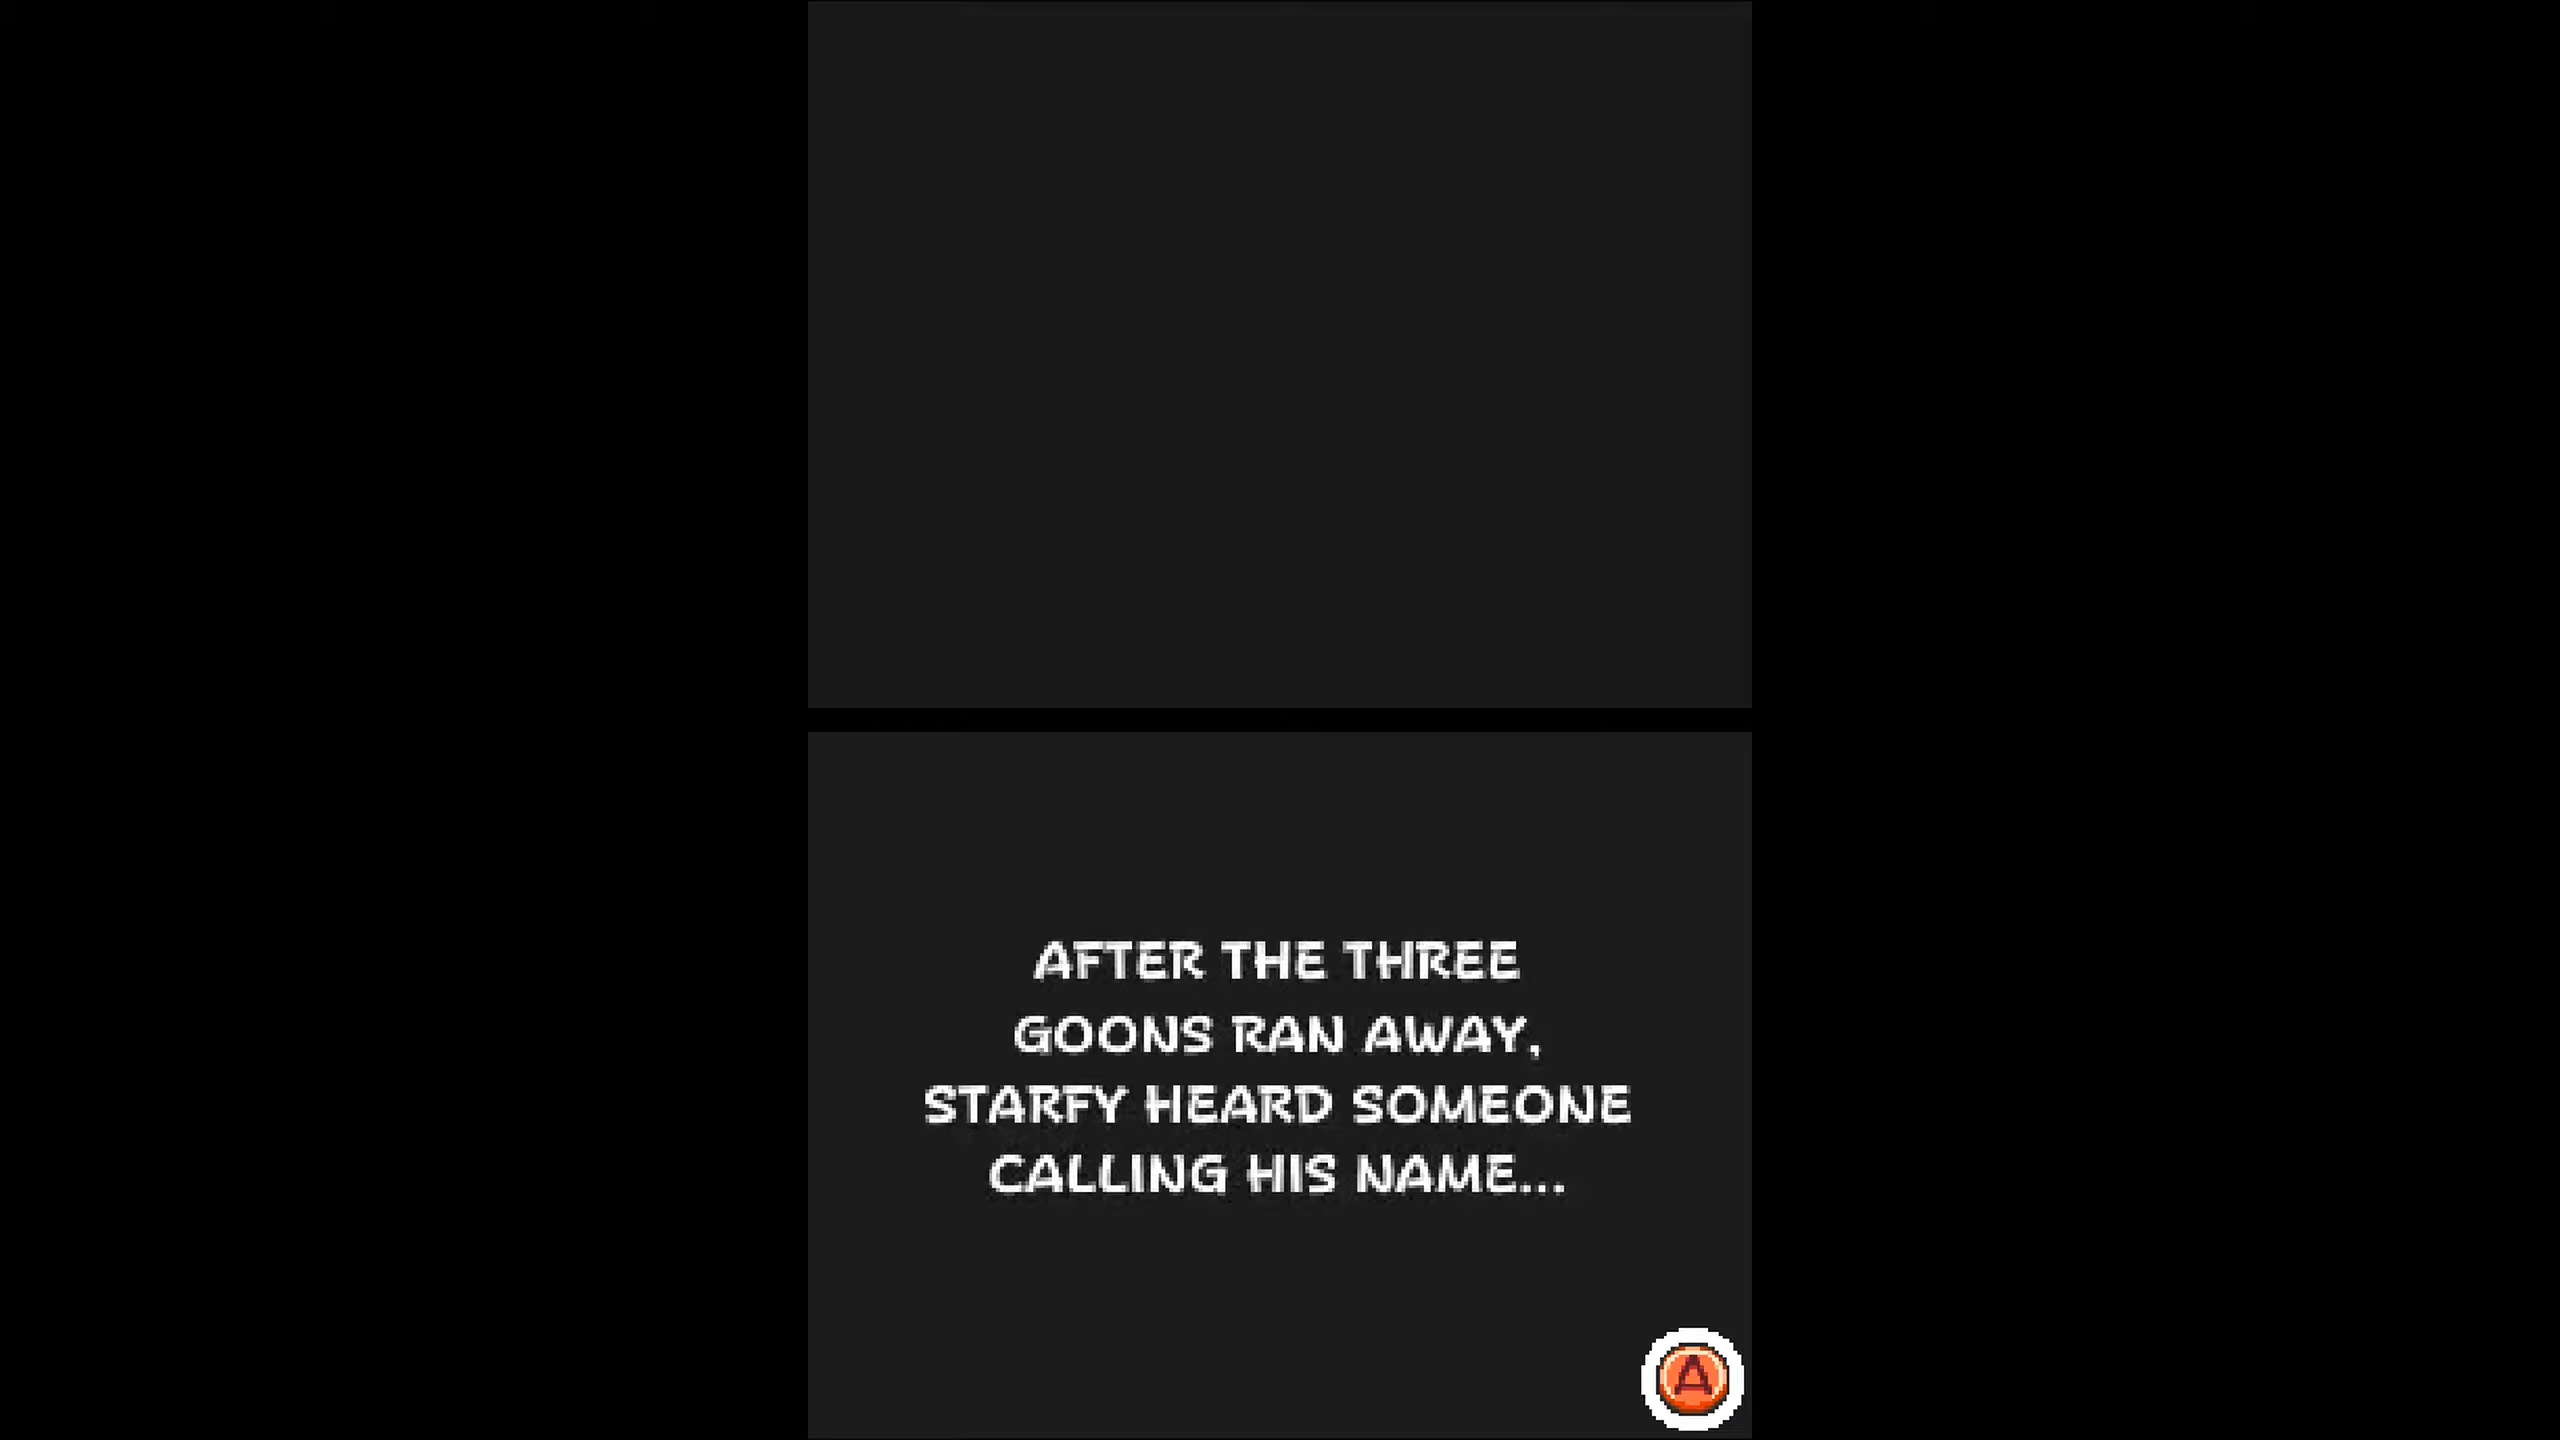 AFTER THE THREE
GOONS RAN AWAY,
STARFY HEARD SOMEONE
CALLING HIS NAME...
A